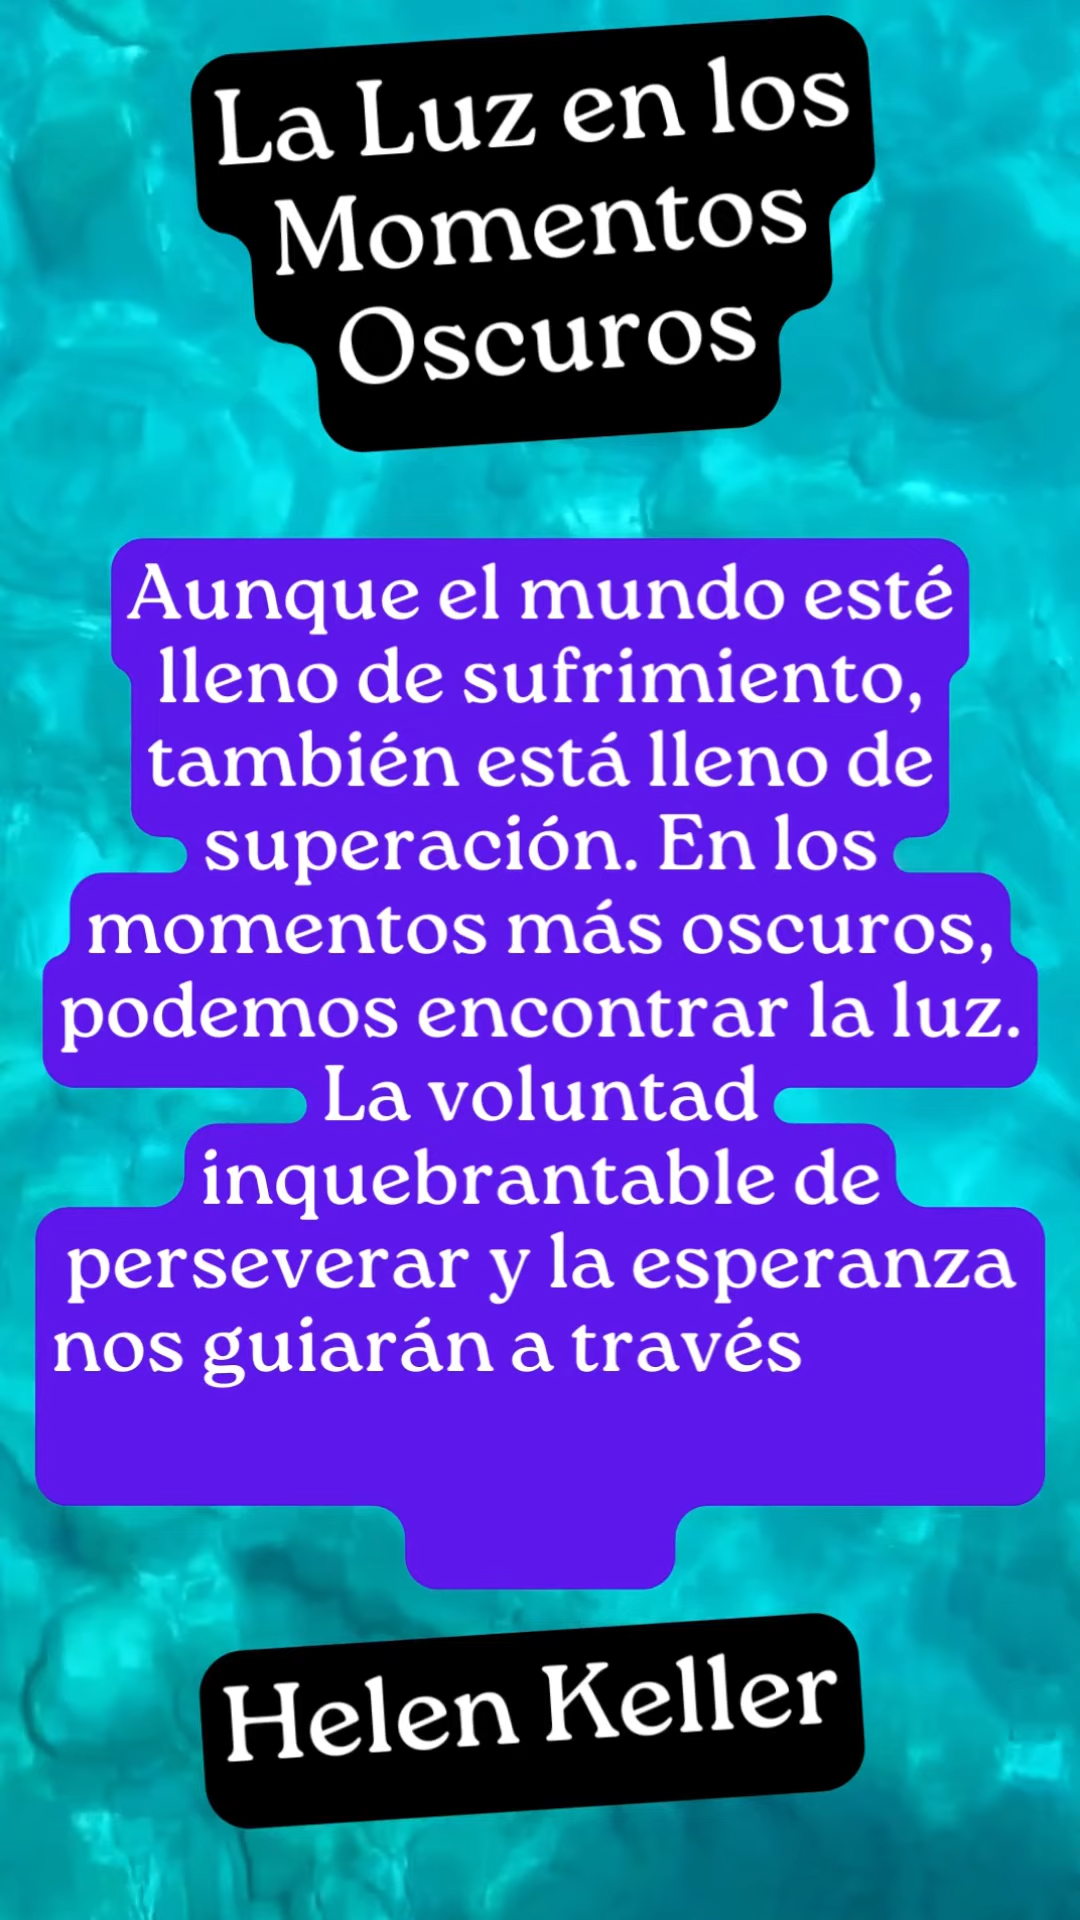 La Luz en los
Momentos
Oscuros
Aunque el mundo esté
lleno de sufrimiento,
también está lleno de
superación. En los
momentos más oscuros,
podemos encontrar la luz.
La voluntad
inquebrantable de
perseverar y la esperanza
nos guiarán a través
Helen Keller